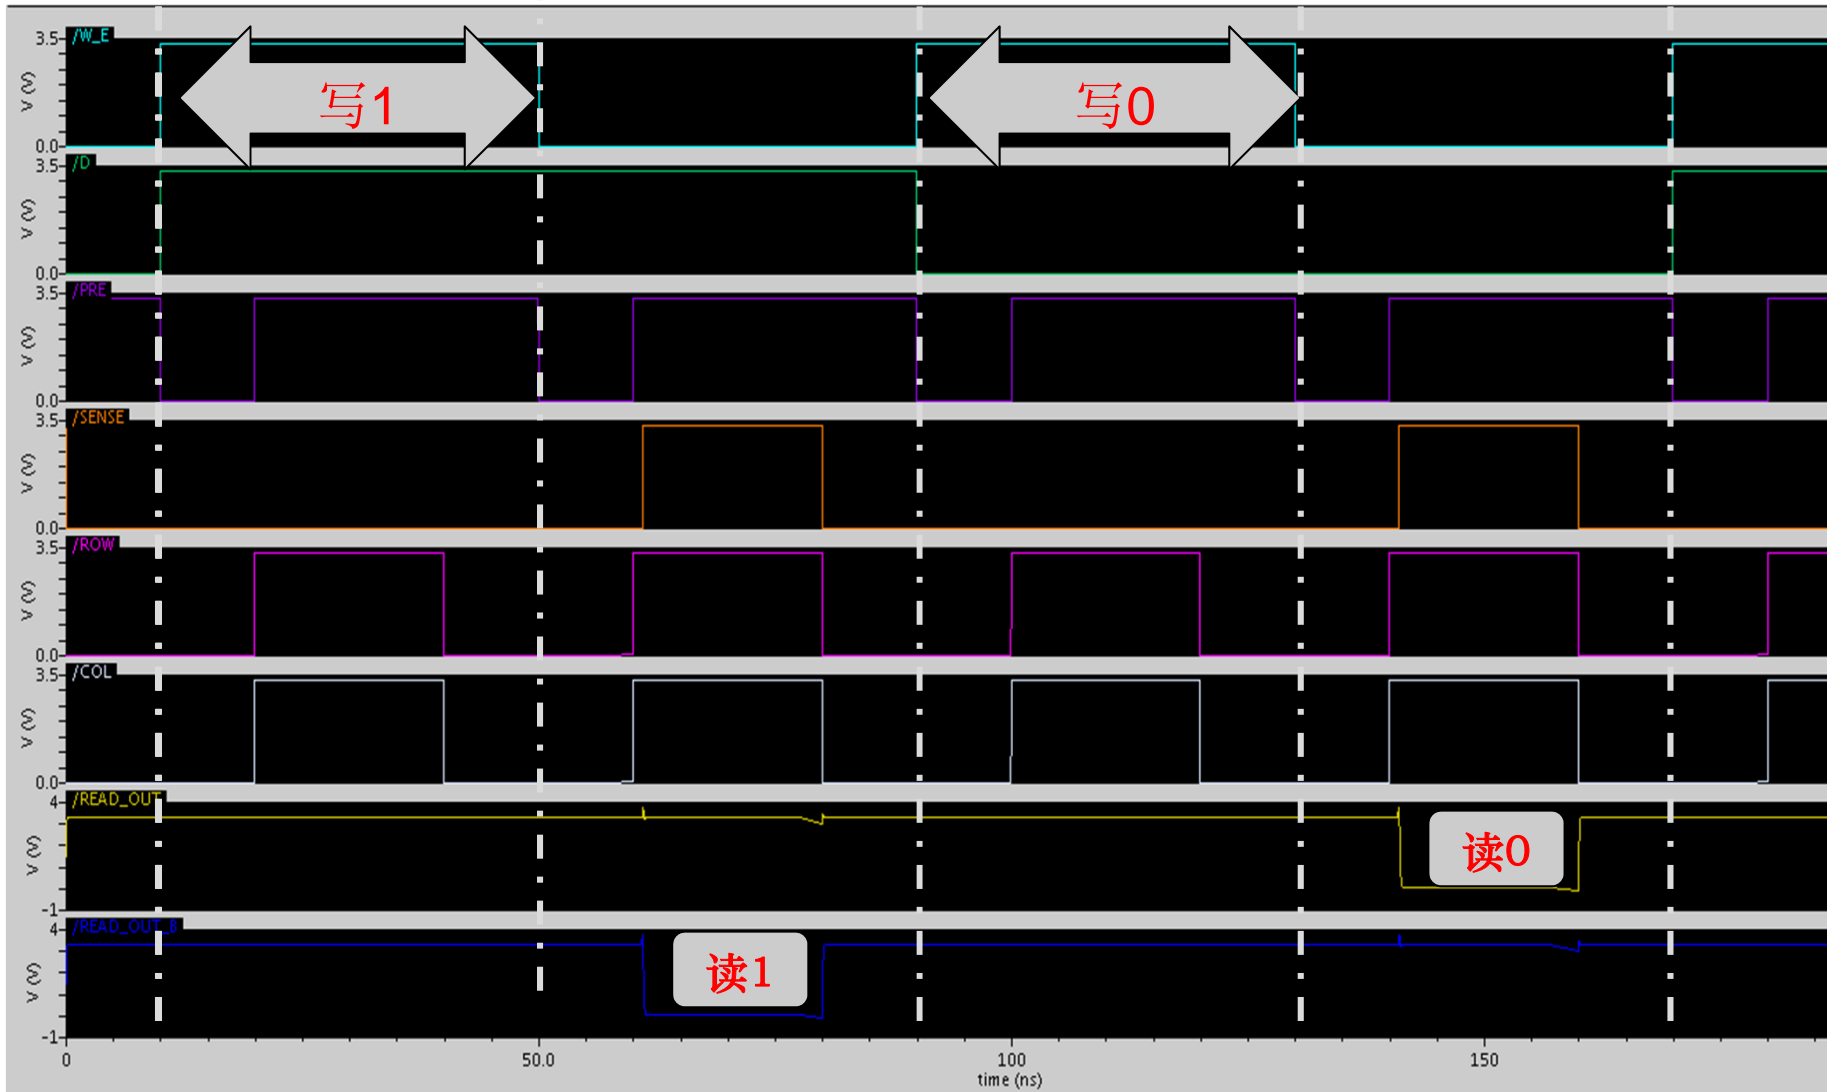 /W_E
3.5
V (V)
0.0
写1
写0
/D
3.5
V (V)
0.0
/PRE
3.5
V (V)
0.0
/SENSE
3.5
V (V)
0.0
/ROW
3.5
V (V)
0.0
/COL
3.5
V (V)
0.0
/READ_OUT
4
V (V)
-1
读0
/READ_OUT_B
4
V (V)
-1
读1
0 50.0 100 150
time (ns)